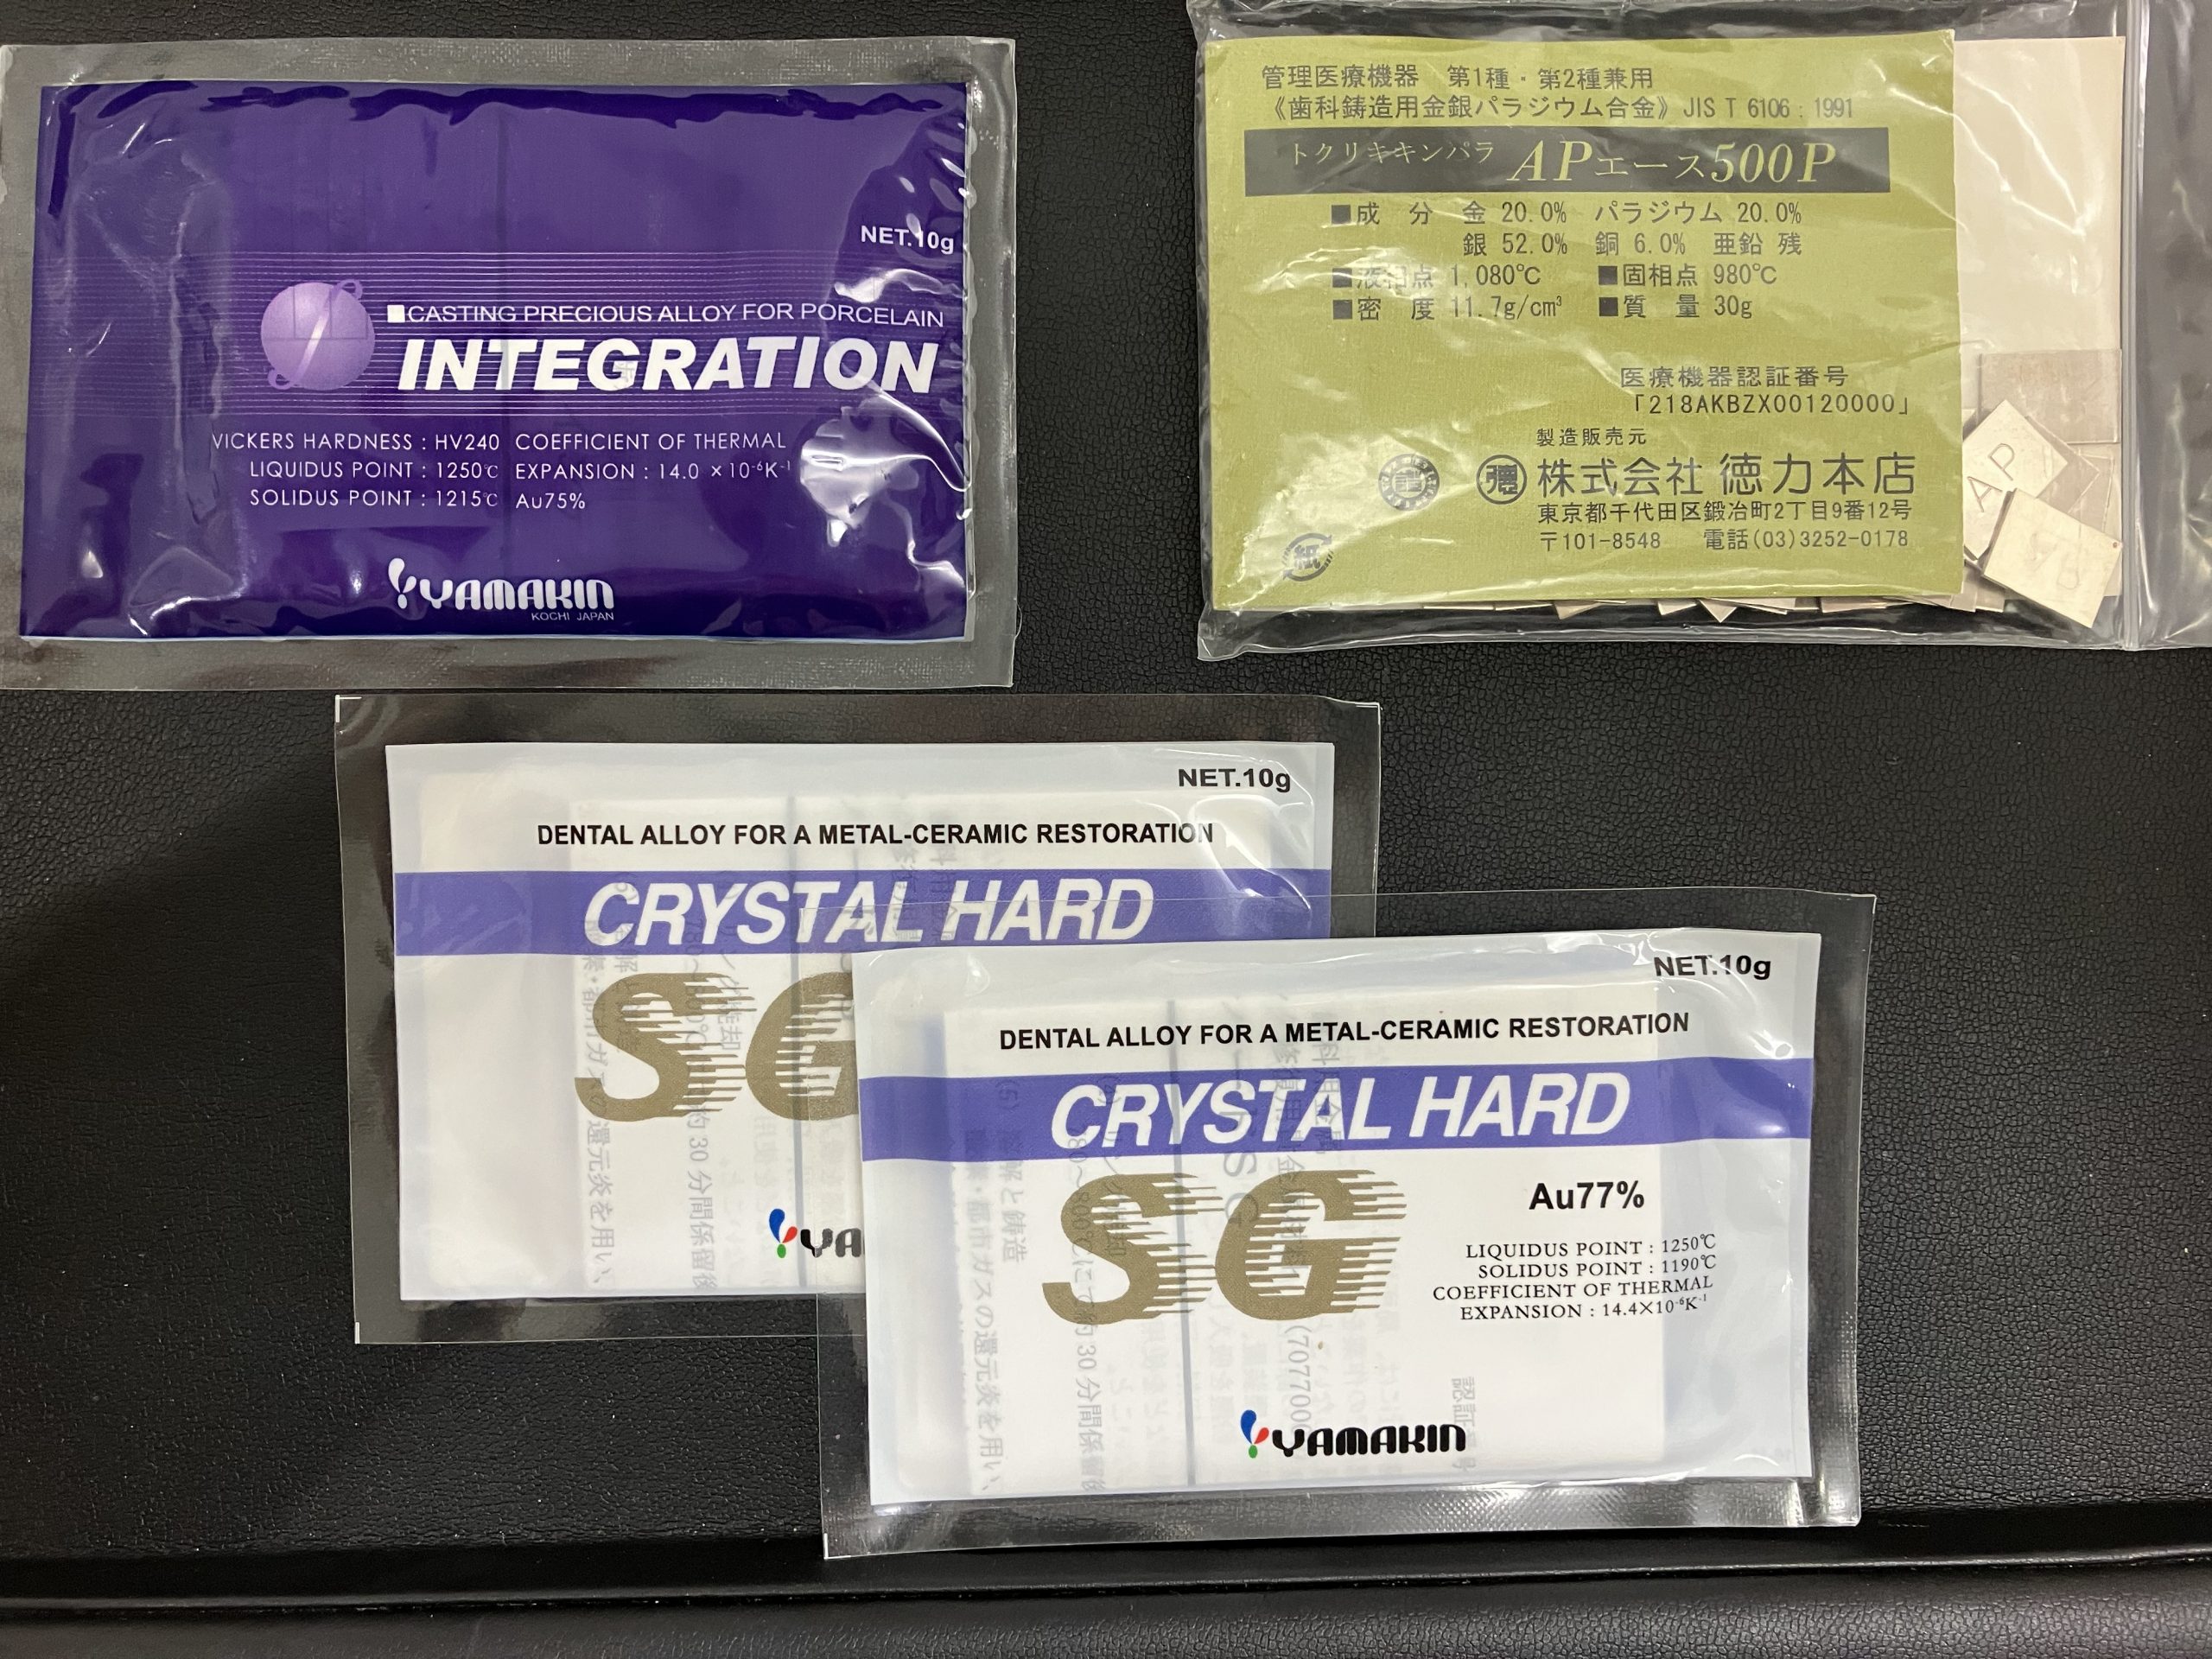 NET.10g
■CASTING PRECIOUS ALLOY FOR PORCELAIN
INTEGRATION
VICKERS HARDNESS : HV240 COEFFICIENT OF THERMAL
LIQUIDUS POINT : 1250℃ EXPANSION : 14.0 ×10⁻⁶K⁻¹
SOLIDUS POINT : 1215℃ Au75%
YAMAKIN
KOCHI JAPAN
管理医療機器 第1種・第2種兼用
《歯科鋳造用金銀パラジウム合金》JIS T 6106 : 1991
トクリキキンパラ APエース500P
■成 分 金 20.0% パラジウム 20.0%
銀 52.0% 銅 6.0% 亜鉛 残
■液相点 1,080℃ ■固相点 980℃
■密 度 11.7g/cm³ ■質 量 30g
医療機器認証番号
「218AKBZX00120000」
製造販売元
株式会社 徳力本店
東京都千代田区鍛冶町2丁目9番12号
〒101-8548 電話(03)3252-0178
紙
AP
NET.10g
DENTAL ALLOY FOR A METAL-CERAMIC RESTORATION
CRYSTAL HARD
SG
YA
NET.10g
DENTAL ALLOY FOR A METAL-CERAMIC RESTORATION
CRYSTAL HARD
SG
Au77%
LIQUIDUS POINT : 1250℃
SOLIDUS POINT : 1190℃
COEFFICIENT OF THERMAL
EXPANSION : 14.4×10⁻⁶K⁻¹
YAMAKIN